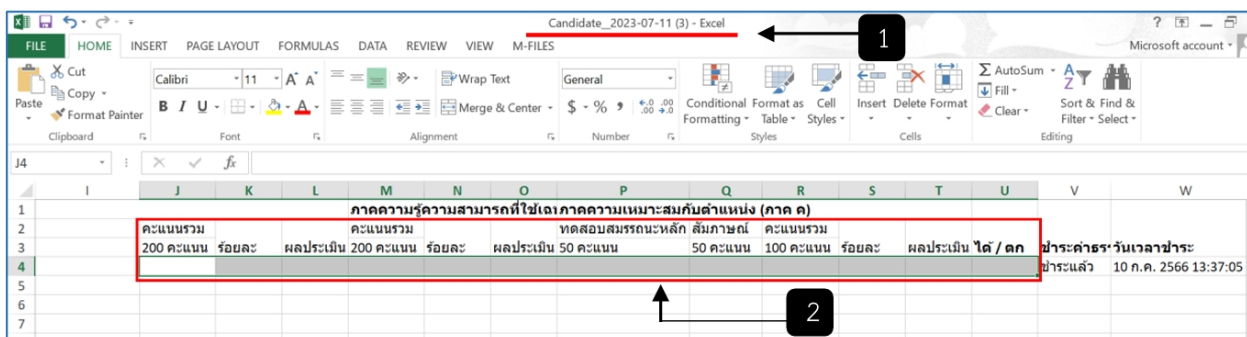 Candidate_2023-07-11 (3) - Excel
1
FILE HOME INSERT PAGE LAYOUT FORMULAS DATA REVIEW VIEW M-FILES Microsoft account
Cut
Copy
Format Painter
Paste
Clipboard
Calibri 11
B I U
Font
Wrap Text
Merge & Center
Alignment
General
$ % ,
Number
Conditional Formatting
Format as Table
Cell Styles
Styles
Insert Delete Format
Cells
AutoSum
Fill
Clear
Sort & Filter
Find & Select
Editing
J4 fx
I J K L M N O P Q R S T U V W
1 ภาคความรู้ความสามารถที่ใช้เฉพ ภาคความเหมาะสมกับตำแหน่ง (ภาค ค)
2 คะแนนรวม คะแนนรวม ทดสอบสมรรถนะหลัก สัมภาษณ์ คะแนนรวม
3 200 คะแนน ร้อยละ ผลประเมิน 200 คะแนน ร้อยละ ผลประเมิน 50 คะแนน 50 คะแนน 100 คะแนน ร้อยละ ผลประเมิน ได้ / ตก ชำระค่าธร วันเวลาชำระ
4 ชำระแล้ว 10 ก.ค. 2566 13:37:05
5
6
7
2